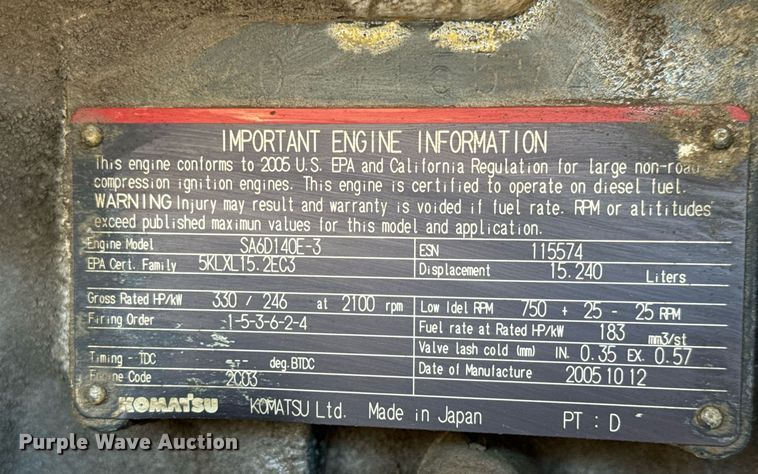 IMPORTANT ENGINE INFORMATION
This engine conforms to 2005 U.S. EPA and California Regulation for large non-road
compression ignition engines. This engine is certified to operate on diesel fuel.
WARNING Injury may result and warranty is voided if fuel rate. RPM or alititudes
exceed published maximun values for this model and application.
Engine Model SA6D140E-3 ESN 115574
EPA Cert. Family 5KLXL15.2EC3 Displacement 15.240 Liters
Gross Rated HP/kW 330 / 246 at 2100 rpm Low Idel RPM 750 + 25 - 25 RPM
Firing Order -1-5-3-6-2-4 Fuel rate at Rated HP/kW 183 mm3/st
Valve lash cold (mm) IN. 0.35 EX. 0.57
Timing - TDC -- deg.BTDC Date of Manufacture 2005 10 12
Engine Code 2C03
KOMATSU KOMATSU Ltd. Made in Japan PT : D
Purple Wave Auction